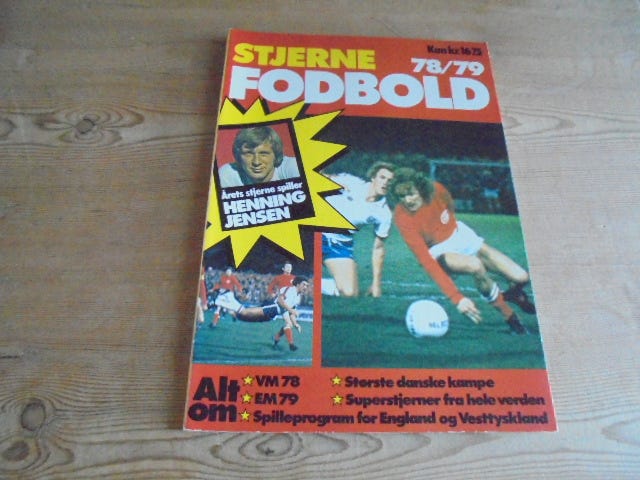 STJERNE
Kun kr. 16.75
78/79
FODBOLD
Årets stjerne spiller
HENNING
JENSEN
Alt om
VM 78
EM 79
Største danske kampe
Superstjerner fra hele verden
Spilleprogram for England og Vesttyskland